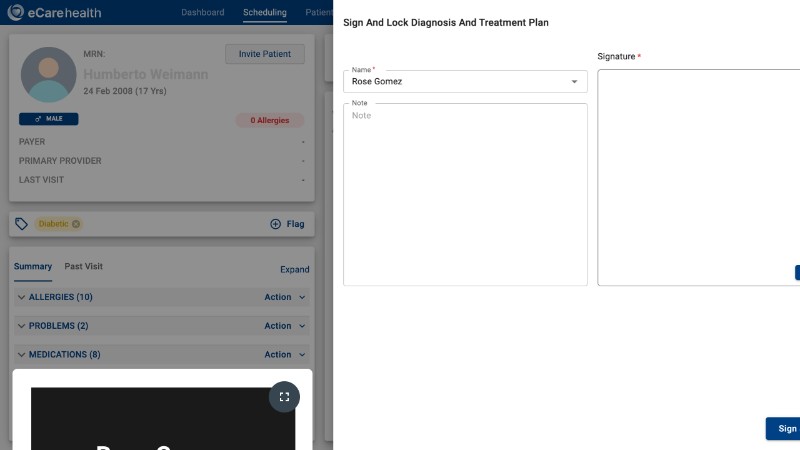 eCarehealth
Dashboard
Scheduling
Patient
MRN:
Invite Patient
Humberto Weimann
24 Feb 2008 (17 Yrs)
MALE
0 Allergies
PAYER
-
PRIMARY PROVIDER
-
LAST VISIT
-
Diabetic
Flag
Summary
Past Visit
Expand
ALLERGIES (10)
Action
PROBLEMS (2)
Action
MEDICATIONS (8)
Action
Sign And Lock Diagnosis And Treatment Plan
Name *
Rose Gomez
Note
Note
Signature *
Sign